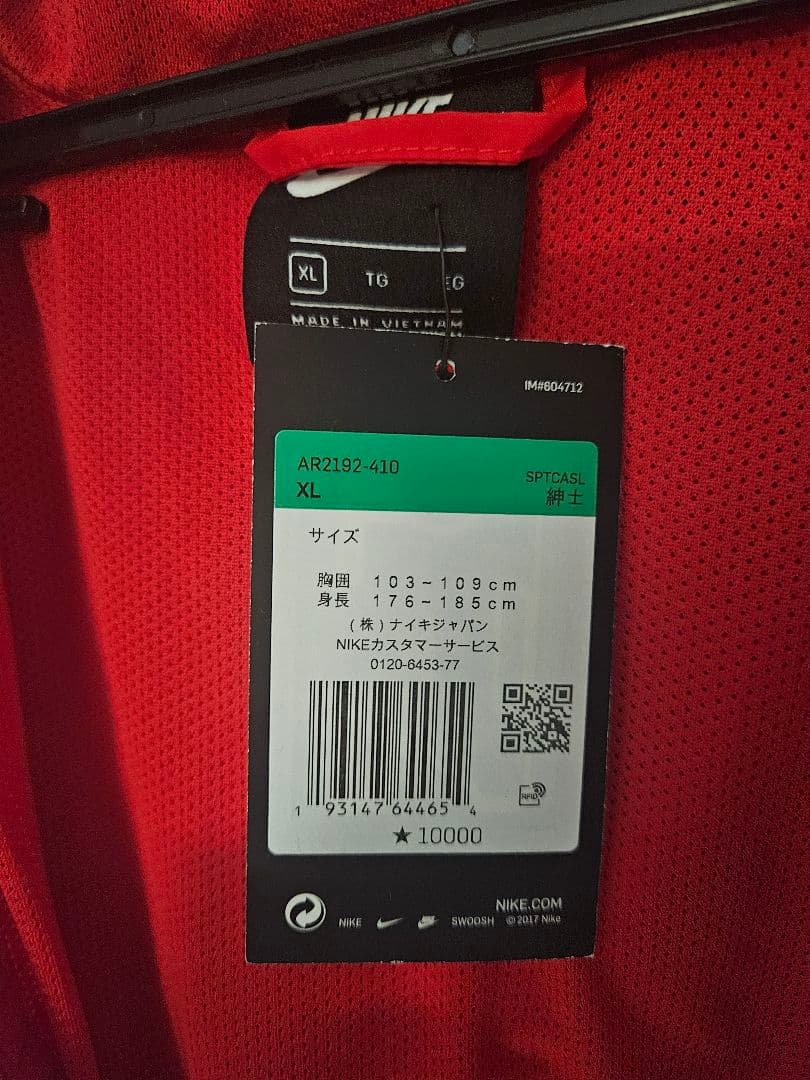 NIKE
XL TG EG
MADE IN VIETNAM
IM#604712
AR2192-410
XL
SPTCASL
紳士
サイズ
胸囲 103~109cm
身長 176~185cm
(株)ナイキジャパン
NIKEカスタマーサービス
0120-6453-77
1 93147 64465 4
★10000
RFID
NIKE SWOOSH
NIKE.COM
© 2017 Nike